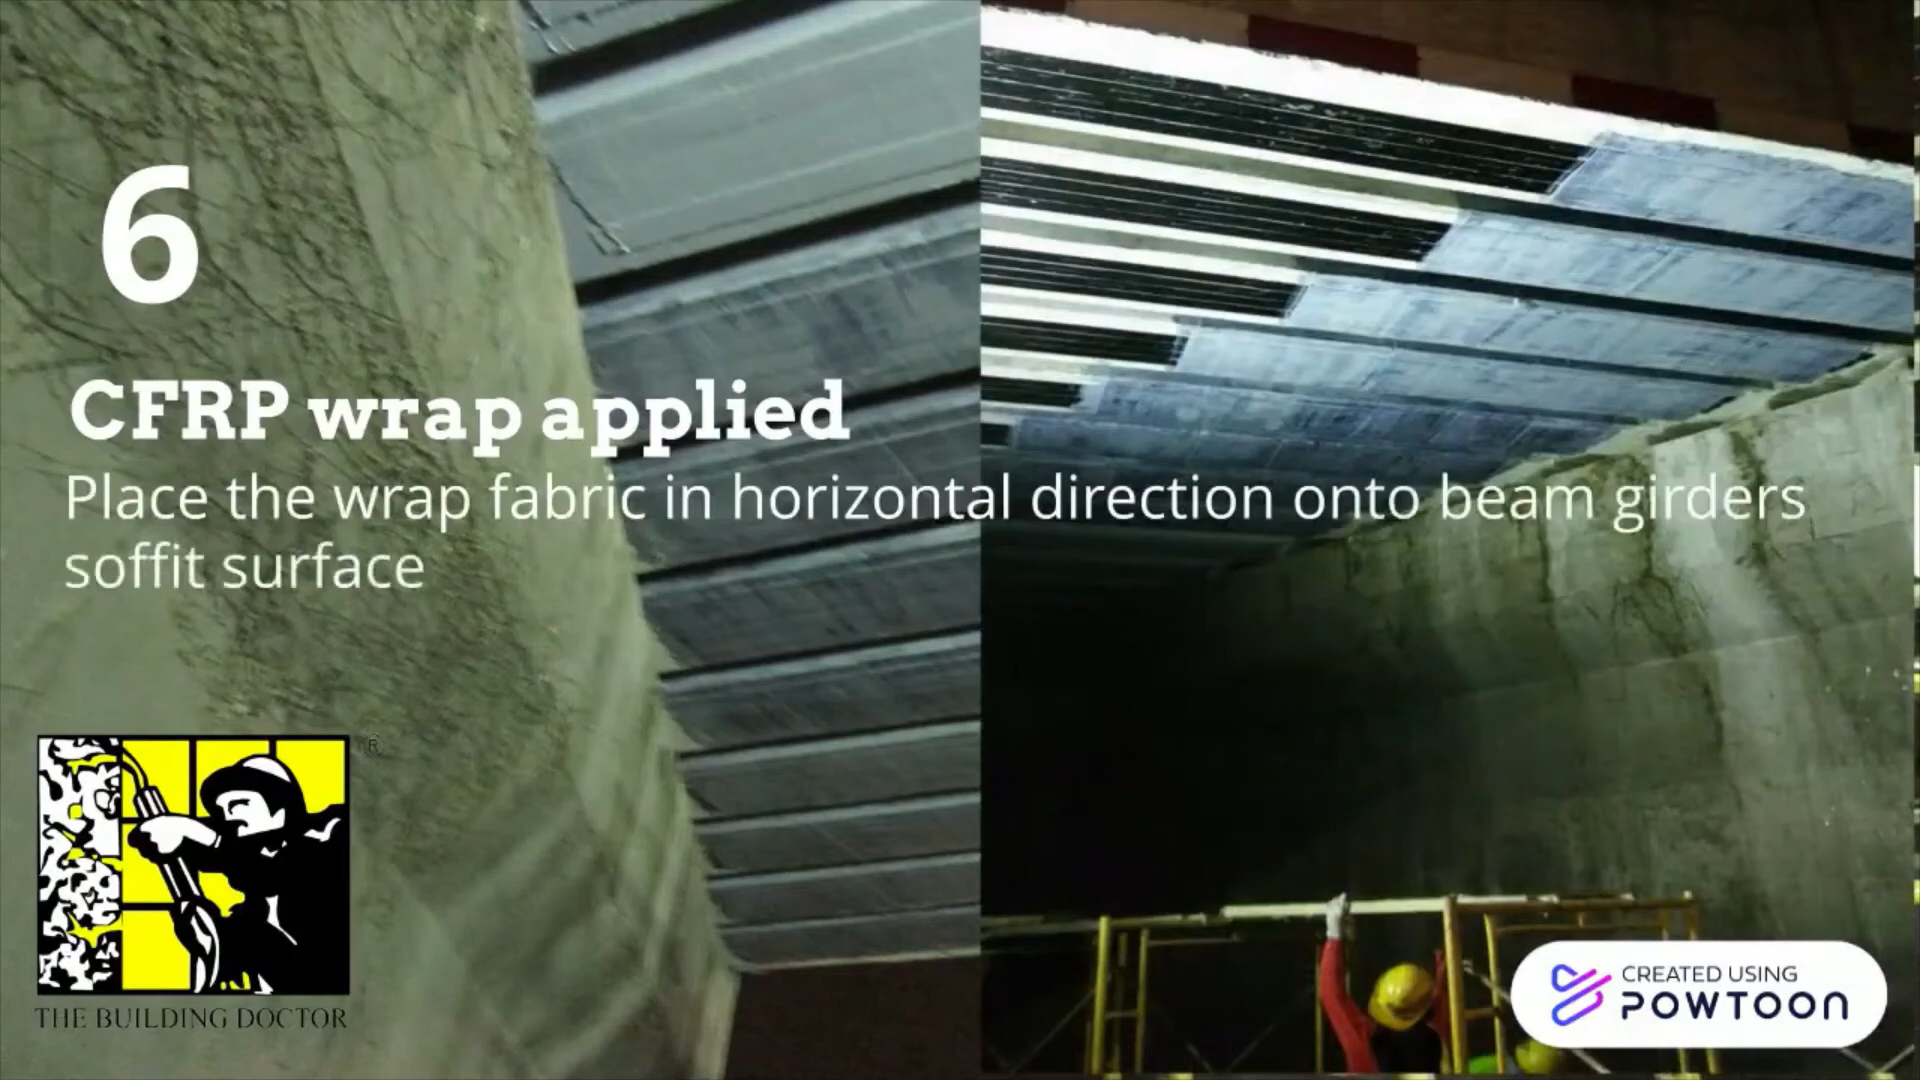 6
CFRP wrap applied
Place the wrap fabric in horizontal direction onto beam girders
soffit surface
®
THE BUILDING DOCTOR
CREATED USING
POWTOON